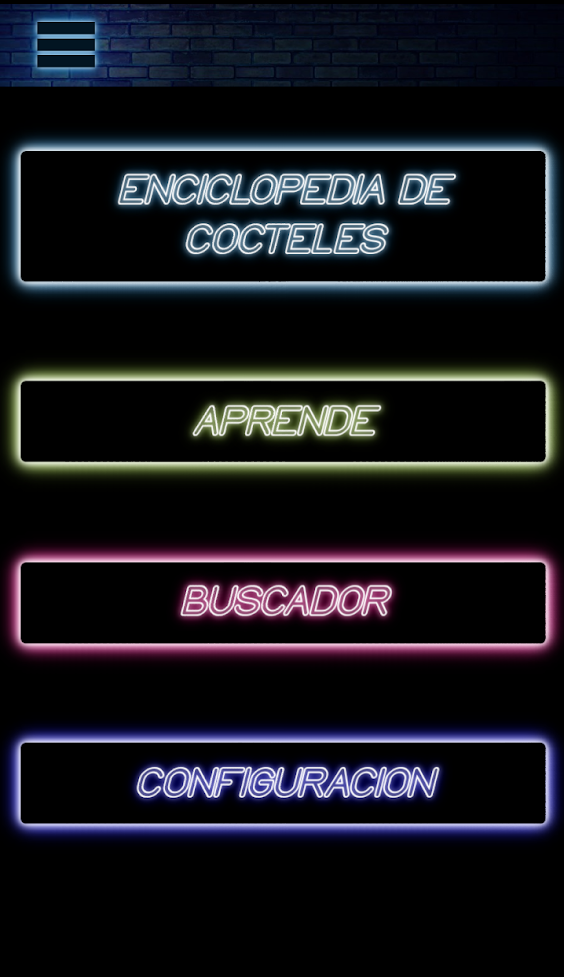 ENCICLOPEDIA DE
COCTELES
APRENDE
BUSCADOR
CONFIGURACION